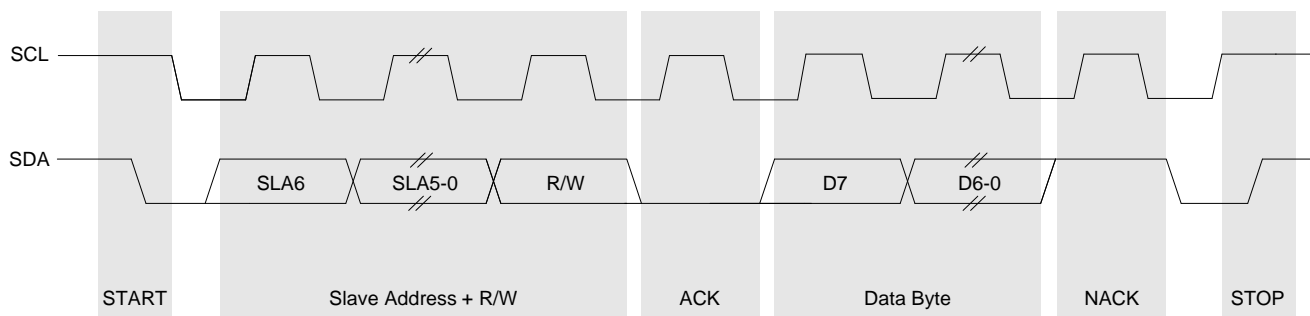 SCL
SDA
SLA6 SLA5-0 R/W D7 D6-0
START Slave Address + R/W ACK Data Byte NACK STOP